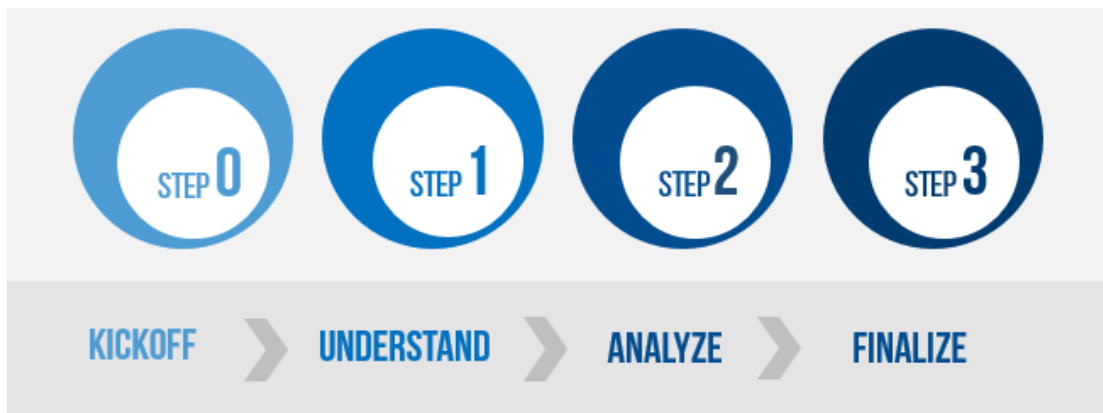 STEP 0
STEP 1
STEP 2
STEP 3
KICKOFF
UNDERSTAND
ANALYZE
FINALIZE